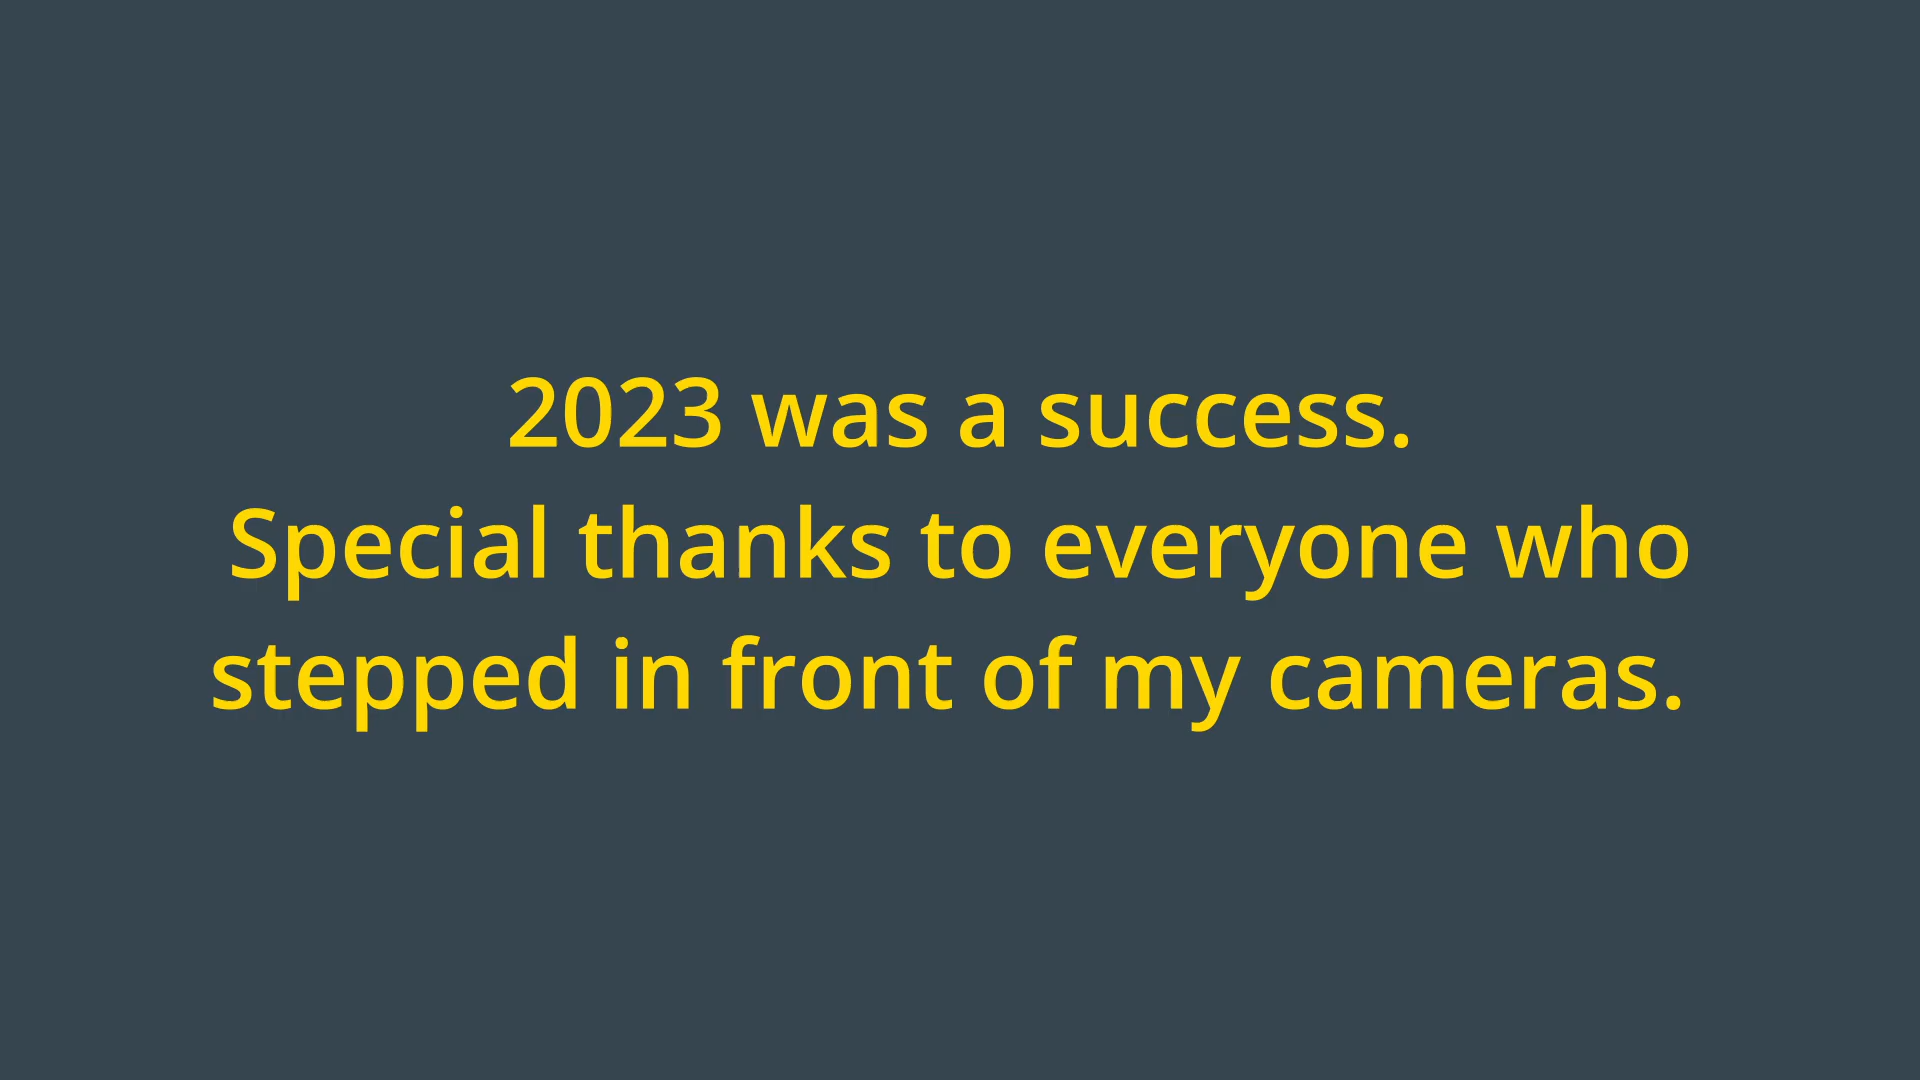 2023 was a success.
Special thanks to everyone who
stepped in front of my cameras.